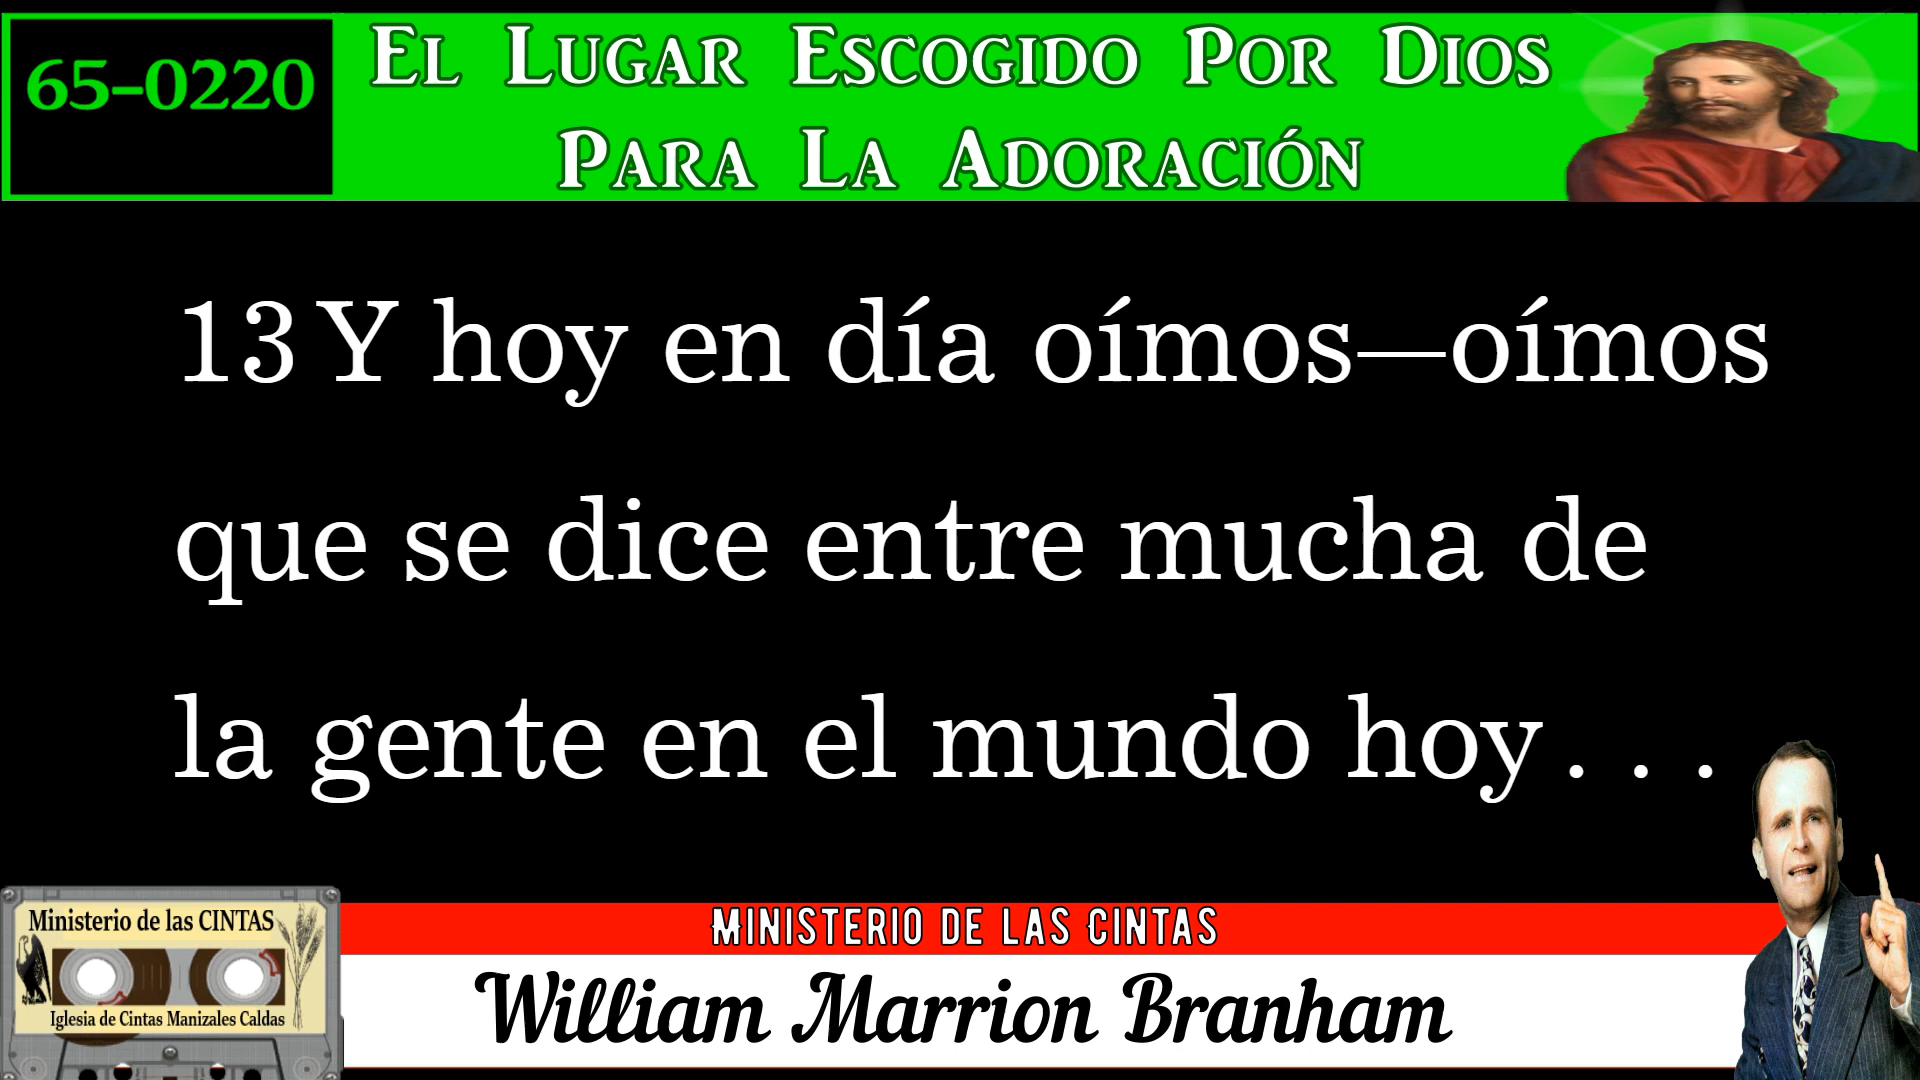 65-0220
El Lugar Escogido Por Dios
Para La Adoración
13 Y hoy en día oímos—oímos
que se dice entre mucha de
la gente en el mundo hoy . . .
Ministerio de las CINTAS
Iglesia de Cintas Manizales Caldas
MINISTERIO DE LAS CINTAS
William Marrion Branham